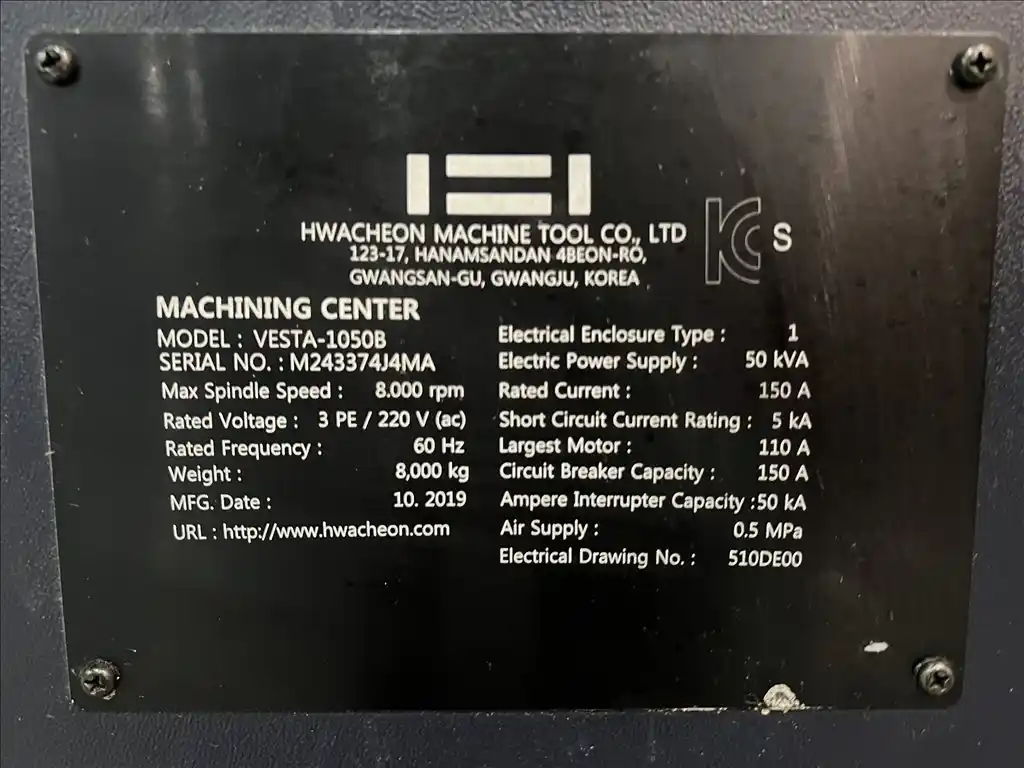 HWACHEON MACHINE TOOL CO., LTD
123-17, HANAMSANDAN 4BEON-RO,
GWANGSAN-GU, GWANGJU, KOREA
KC S
MACHINING CENTER
MODEL : VESTA-1050B
SERIAL NO. : M243374J4MA
Max Spindle Speed : 8.000 rpm
Rated Voltage : 3 PE / 220 V (ac)
Rated Frequency : 60 Hz
Weight : 8,000 kg
MFG. Date : 10. 2019
URL : http://www.hwacheon.com
Electrical Enclosure Type : 1
Electric Power Supply : 50 kVA
Rated Current : 150 A
Short Circuit Current Rating : 5 kA
Largest Motor : 110 A
Circuit Breaker Capacity : 150 A
Ampere Interrupter Capacity :50 kA
Air Supply : 0.5 MPa
Electrical Drawing No. : 510DE00